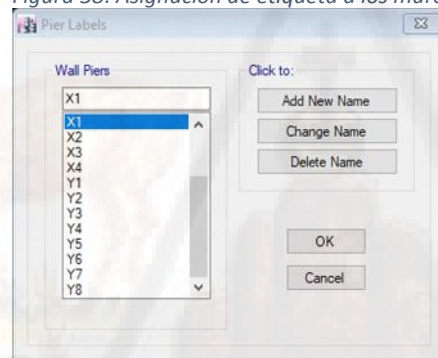 Figura 38. Asignación de etiqueta a los muro
Pier Labels
Wall Piers
X1
X1
X2
X3
X4
Y1
Y2
Y3
Y4
Y5
Y6
Y7
Y8
Click to:
Add New Name
Change Name
Delete Name
OK
Cancel